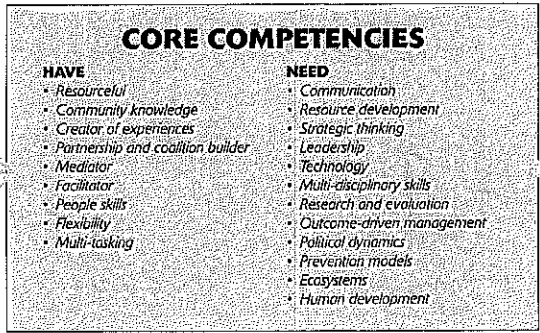 CORE COMPETENCIES
HAVE
• Resourceful
• Community knowledge
• Creator of experiences
• Partnership and coalition builder
• Mediator
• Facilitator
• People skills
• Flexibility
• Multi-tasking
NEED
• Communication
• Resource development
• Strategic thinking
• Leadership
• Technology
• Multi-disciplinary skills
• Research and evaluation
• Outcome-driven management
• Political dynamics
• Prevention models
• Ecosystems
• Human development